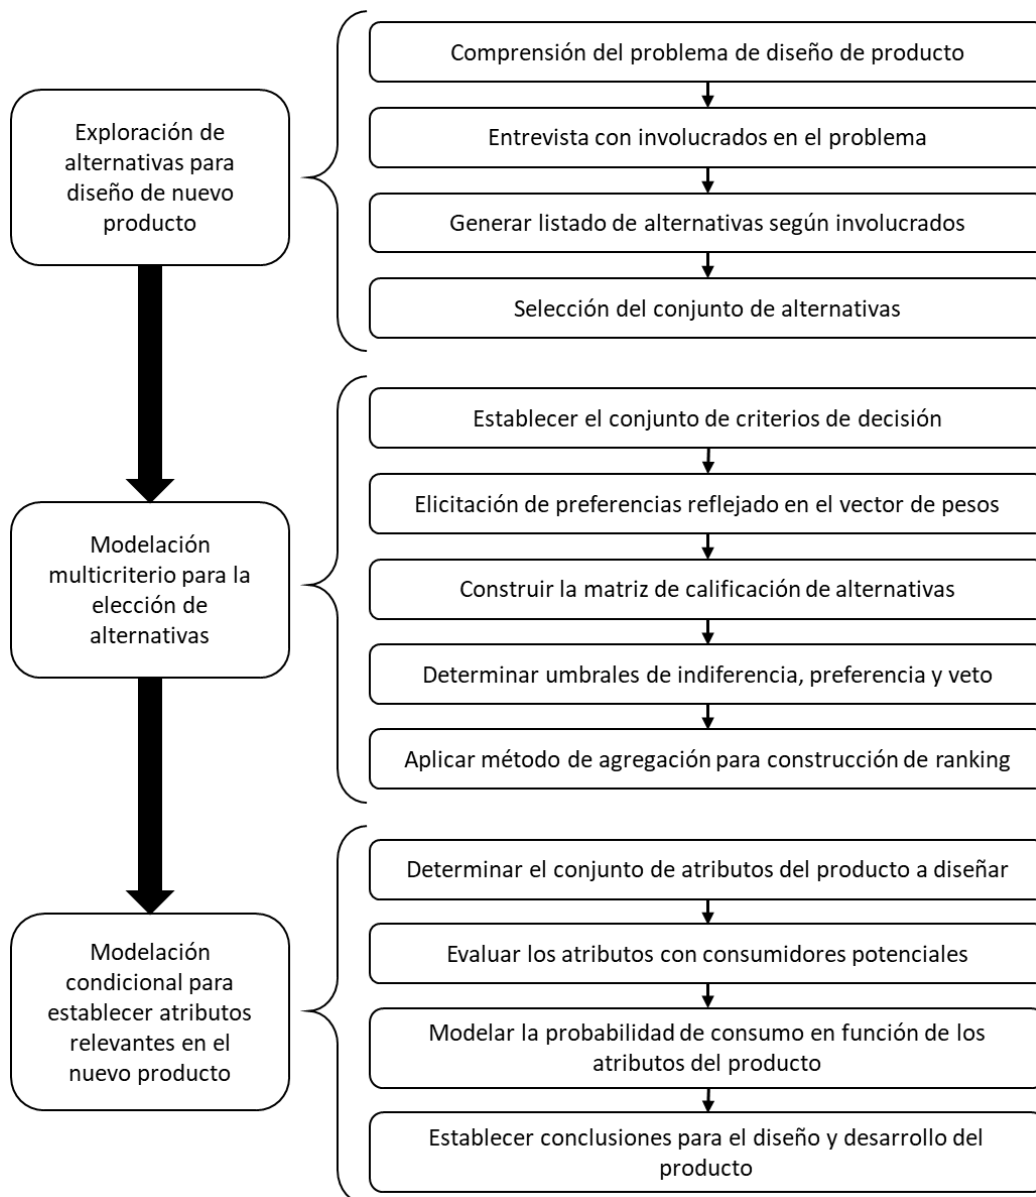 Exploración de
alternativas para
diseño de nuevo
producto
Comprensión del problema de diseño de producto
Entrevista con involucrados en el problema
Generar listado de alternativas según involucrados
Selección del conjunto de alternativas
Modelación
multicriterio para la
elección de
alternativas
Establecer el conjunto de criterios de decisión
Elicitación de preferencias reflejado en el vector de pesos
Construir la matriz de calificación de alternativas
Determinar umbrales de indiferencia, preferencia y veto
Aplicar método de agregación para construcción de ranking
Modelación
condicional para
establecer atributos
relevantes en el
nuevo producto
Determinar el conjunto de atributos del producto a diseñar
Evaluar los atributos con consumidores potenciales
Modelar la probabilidad de consumo en función de los
atributos del producto
Establecer conclusiones para el diseño y desarrollo del
producto